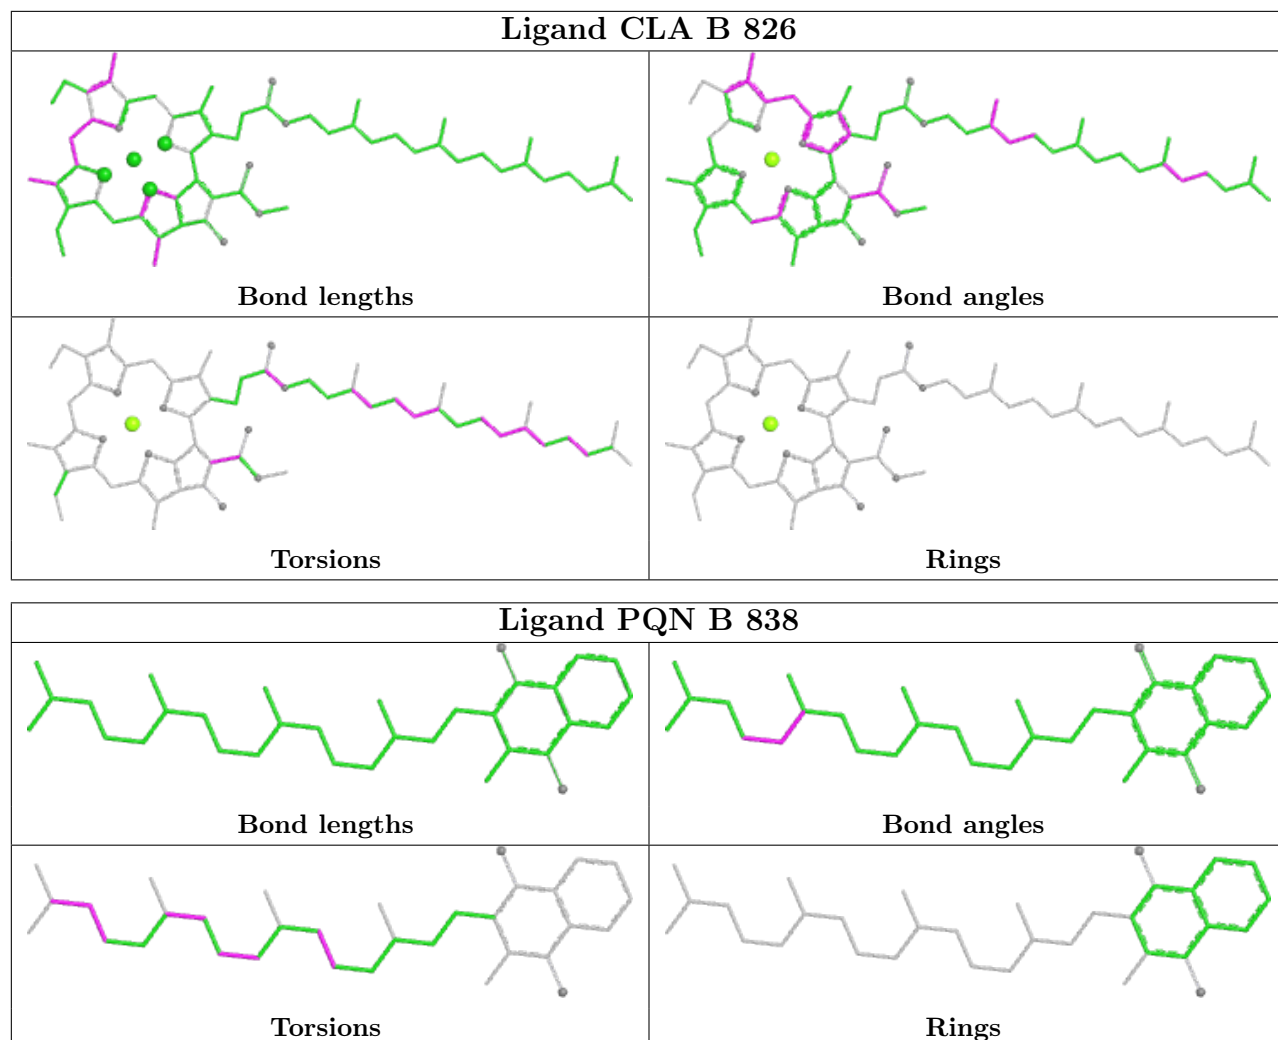 Ligand CLA B 826
Bond lengths
Bond angles
Torsions
Rings
Ligand PQN B 838
Bond lengths
Bond angles
Torsions
Rings